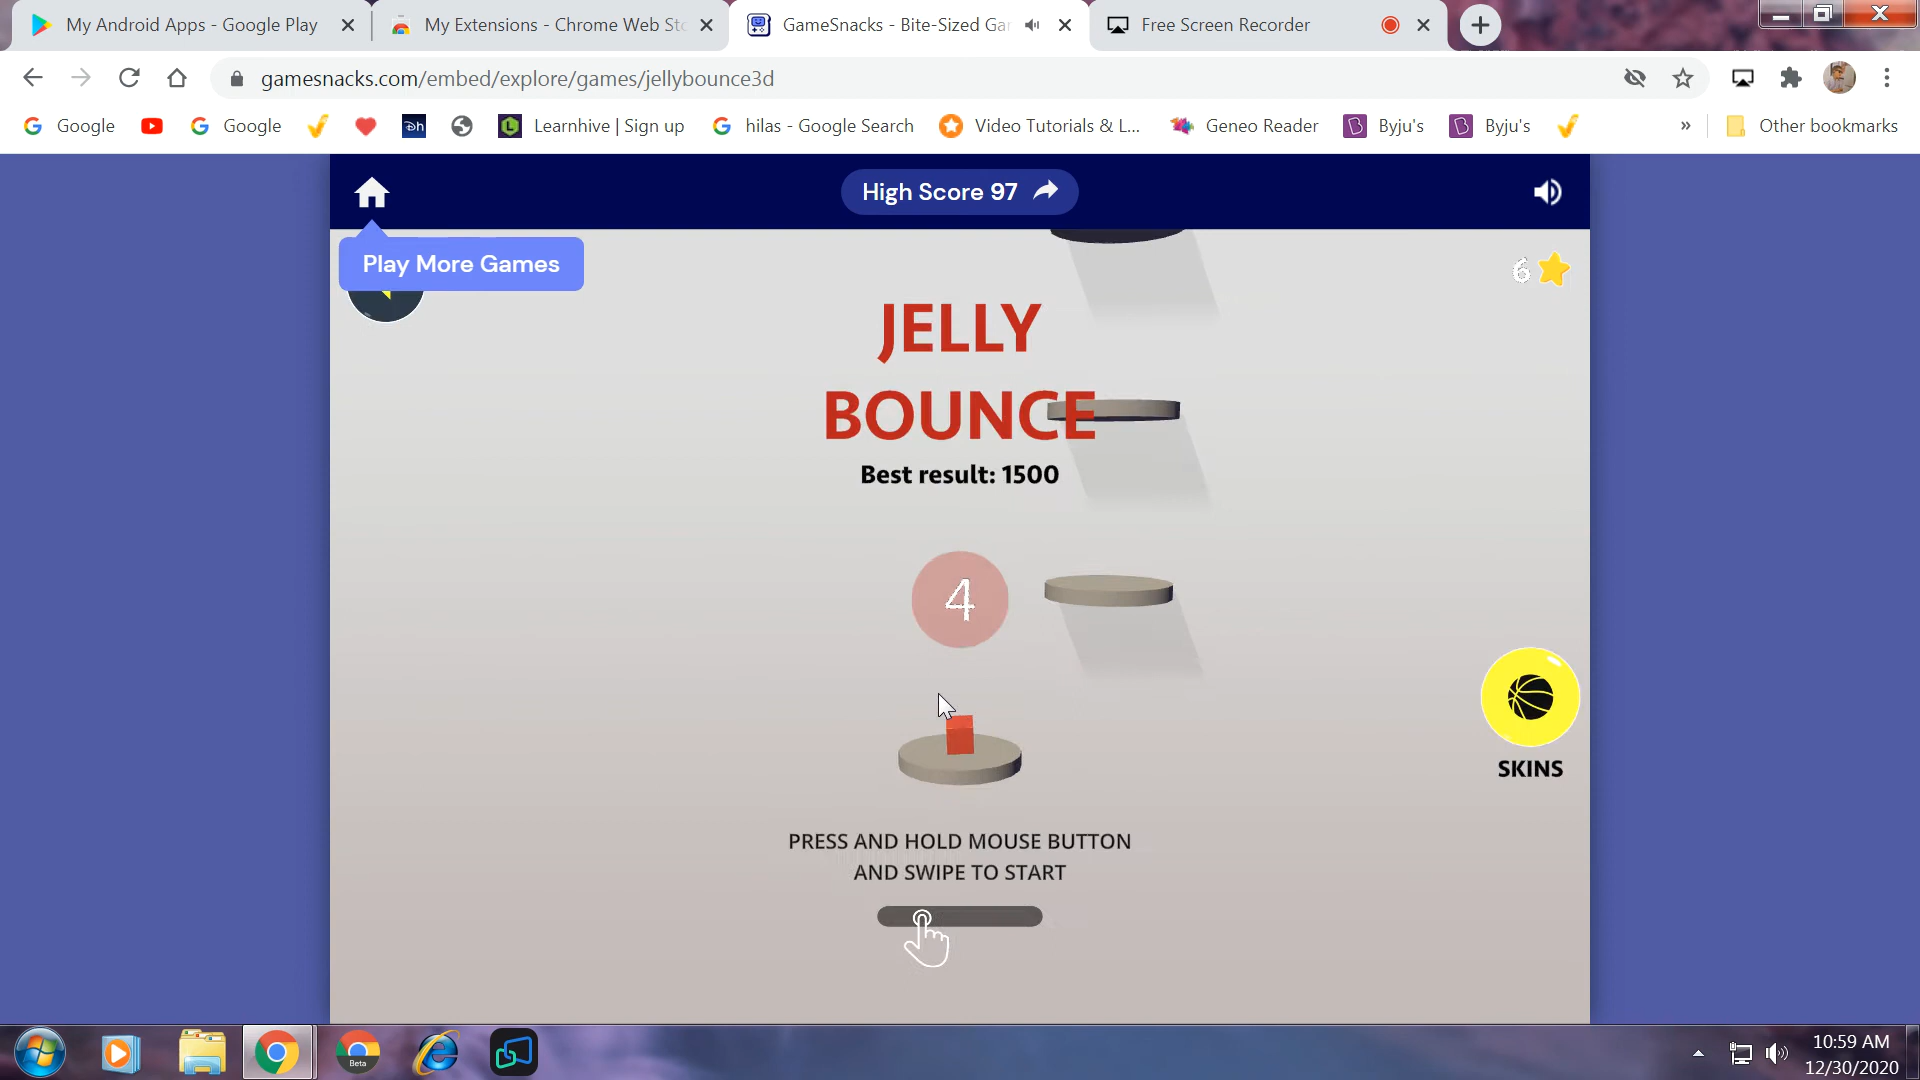 My Android Apps - Google Play
My Extensions - Chrome Web Sto
GameSnacks - Bite-Sized Ga
Free Screen Recorder
gamesnacks.com/embed/explore/games/jellybounce3d
Google
Google
Dh
Learnhive | Sign up
hilas - Google Search
Video Tutorials & L...
Geneo Reader
Byju's
Byju's
»
Other bookmarks
High Score 97
Play More Games
6
JELLY
BOUNCE
Best result: 1500
4
SKINS
PRESS AND HOLD MOUSE BUTTON
AND SWIPE TO START
Beta
10:59 AM
12/30/2020